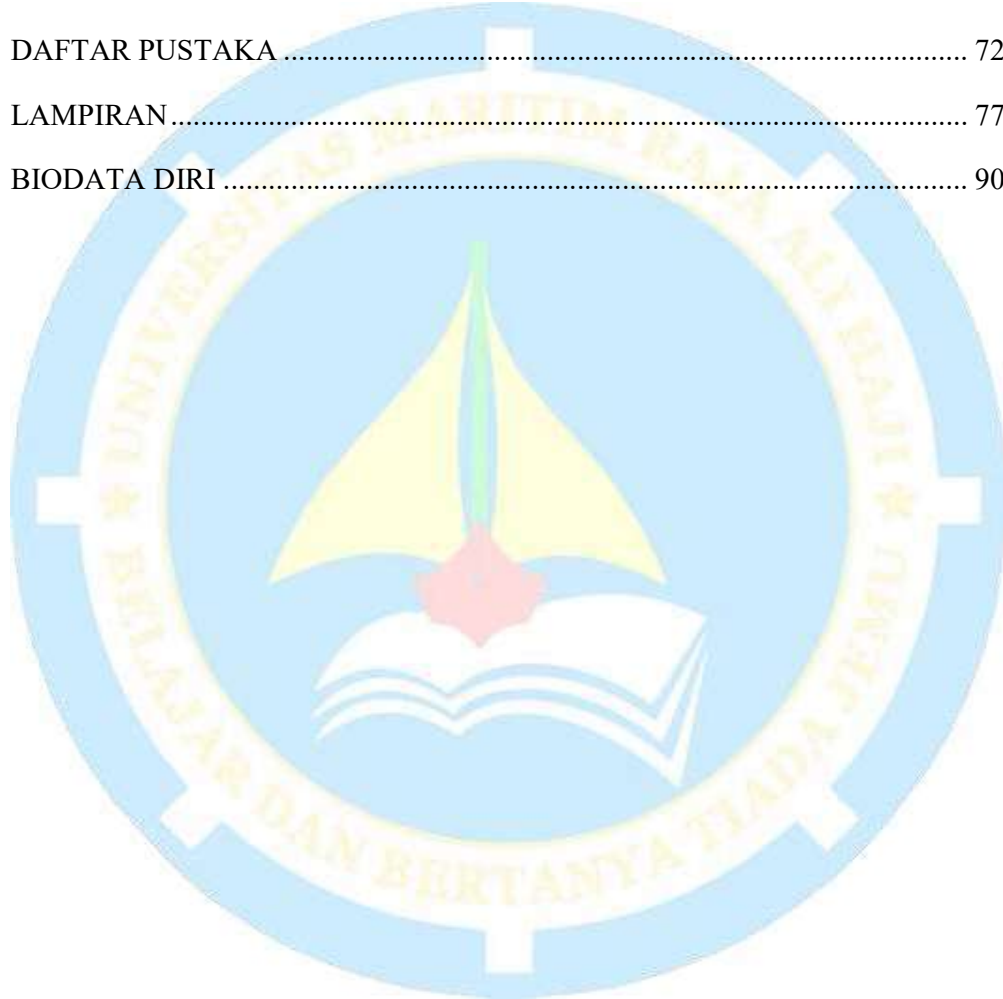 DAFTAR PUSTAKA ........................................................................................ 72
LAMPIRAN ...................................................................................................... 77
BIODATA DIRI ................................................................................................ 90
UNIVERSITAS MARITIM RAJA ALI HAJI
BELAJAR DAN BERTANYA TIADA JEMU